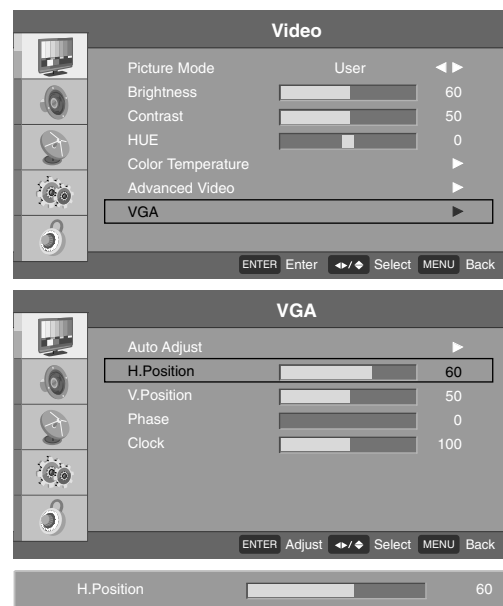 Video
Picture Mode User
Brightness 60
Contrast 50
HUE 0
Color Temperature
Advanced Video
VGA
ENTER Enter Select MENU Back
VGA
Auto Adjust
H.Position 60
V.Position 50
Phase 0
Clock 100
ENTER Adjust Select MENU Back
H.Position 60